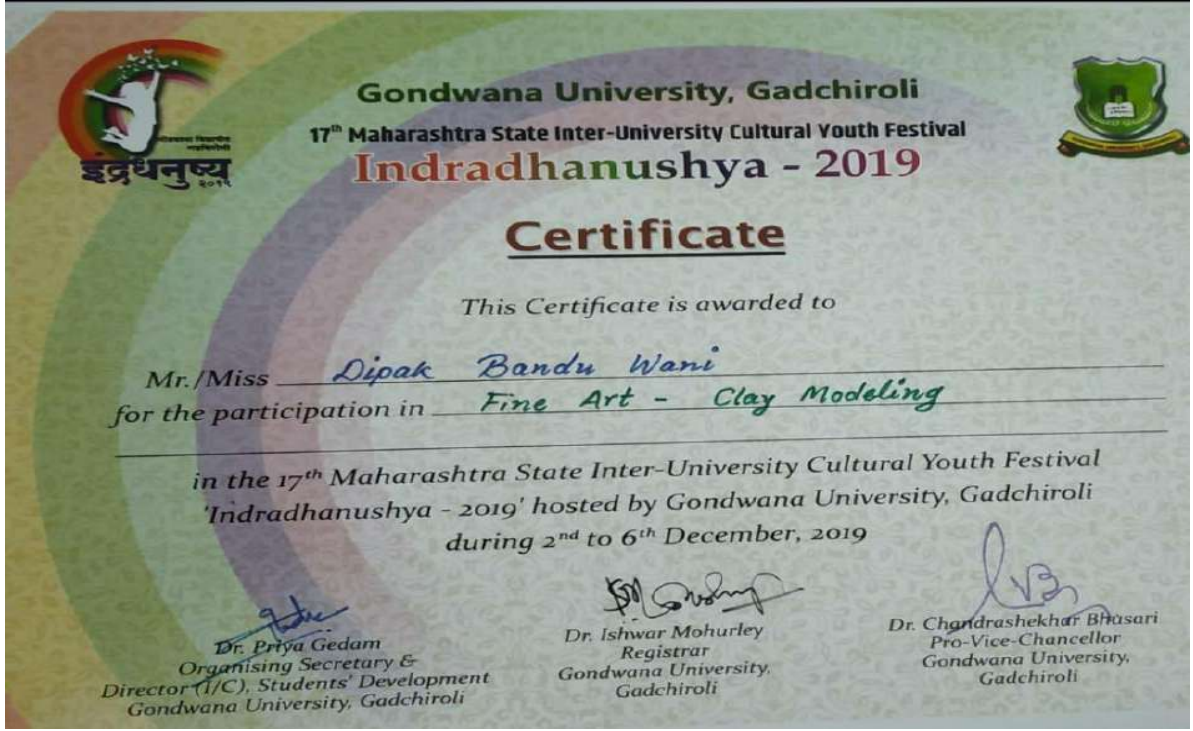 गोंडवाना विद्यापीठ
गडचिरोली
इंद्रधनुष्य
२०१९
Gondwana University, Gadchiroli
17th Maharashtra State Inter-University Cultural Youth Festival
Indradhanushya - 2019
Certificate
This Certificate is awarded to
Mr./Miss Dipak Bandu Wani
for the participation in Fine Art - Clay Modeling
in the 17th Maharashtra State Inter-University Cultural Youth Festival
'Indradhanushya - 2019' hosted by Gondwana University, Gadchiroli
during 2nd to 6th December, 2019
Dr. Priya Gedam
Organising Secretary &
Director (I/C), Students' Development
Gondwana University, Gadchiroli
Dr. Ishwar Mohurley
Registrar
Gondwana University,
Gadchiroli
Dr. Chandrashekhar Bhusari
Pro-Vice-Chancellor
Gondwana University,
Gadchiroli